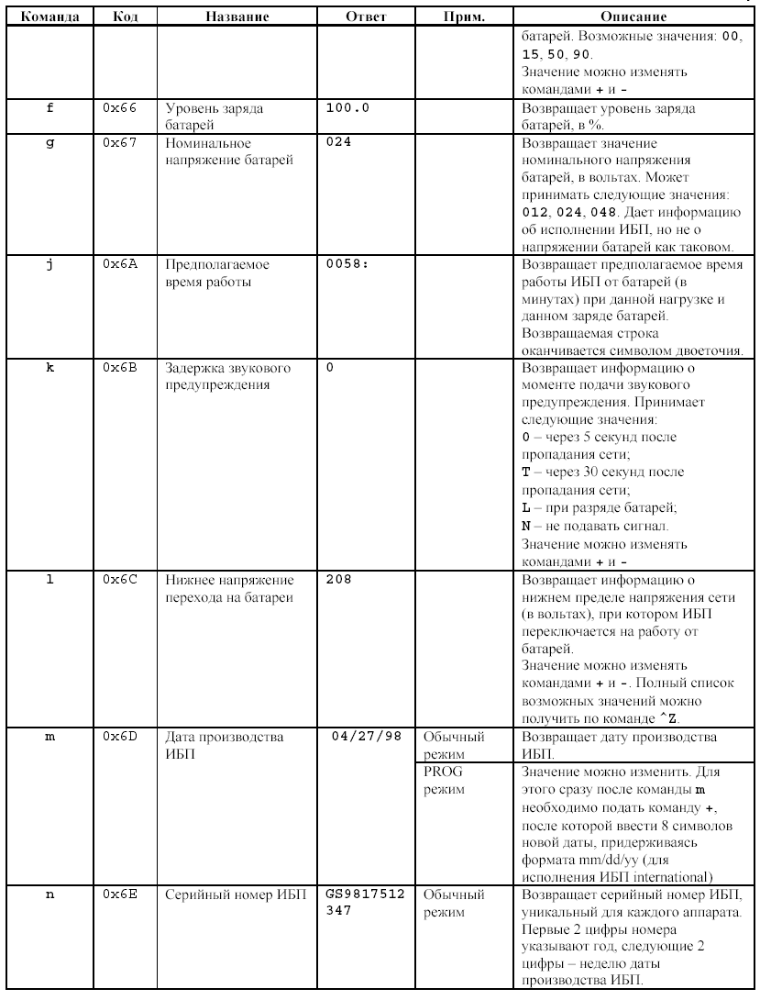 Команда Код Название Ответ Прим. Описание
батарей. Возможные значения: 00,
15, 50, 90.
Значение можно изменять
командами + и -
f 0x66 Уровень заряда 100.0 Возвращает уровень заряда
батарей батарей, в %.
g 0x67 Номинальное 024 Возвращает значение
напряжение батарей номинального напряжения
батарей, в вольтах. Может
принимать следующие значения:
012, 024, 048. Дает информацию
об исполнении ИБП, но не о
напряжении батарей как таковом.
j 0x6A Предполагаемое 0058: Возвращает предполагаемое время
время работы работы ИБП от батарей (в
минутах) при данной нагрузке и
данном заряде батарей.
Возвращаемая строка
оканчивается символом двоеточия.
k 0x6B Задержка звукового 0 Возвращает информацию о
предупреждения моменте подачи звукового
предупреждения. Принимает
следующие значения:
0 – через 5 секунд после
пропадания сети;
T – через 30 секунд после
пропадания сети;
L – при разряде батарей;
N – не подавать сигнал.
Значение можно изменять
командами + и -
l 0x6C Нижнее напряжение 208 Возвращает информацию о
перехода на батареи нижнем пределе напряжения сети
(в вольтах), при котором ИБП
переключается на работу от
батарей.
Значение можно изменять
командами + и -. Полный список
возможных значений можно
получить по команде ^Z.
m 0x6D Дата производства 04/27/98 Обычный Возвращает дату производства
ИБП режим ИБП.
PROG Значение можно изменить. Для
режим этого сразу после команды m
необходимо подать команду +,
после которой ввести 8 символов
новой даты, придерживаясь
формата mm/dd/yy (для
исполнения ИБП international)
n 0x6E Серийный номер ИБП GS9817512 Обычный Возвращает серийный номер ИБП,
347 режим уникальный для каждого аппарата.
Первые 2 цифры номера
указывают год, следующие 2
цифры – неделю даты
производства ИБП.